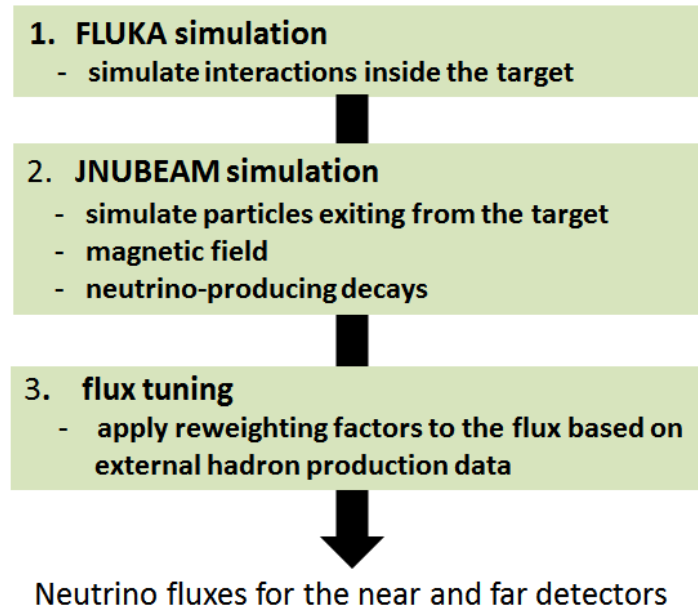 1. FLUKA simulation
- simulate interactions inside the target
2. JNUBEAM simulation
- simulate particles exiting from the target
- magnetic field
- neutrino-producing decays
3. flux tuning
- apply reweighting factors to the flux based on
external hadron production data
Neutrino fluxes for the near and far detectors